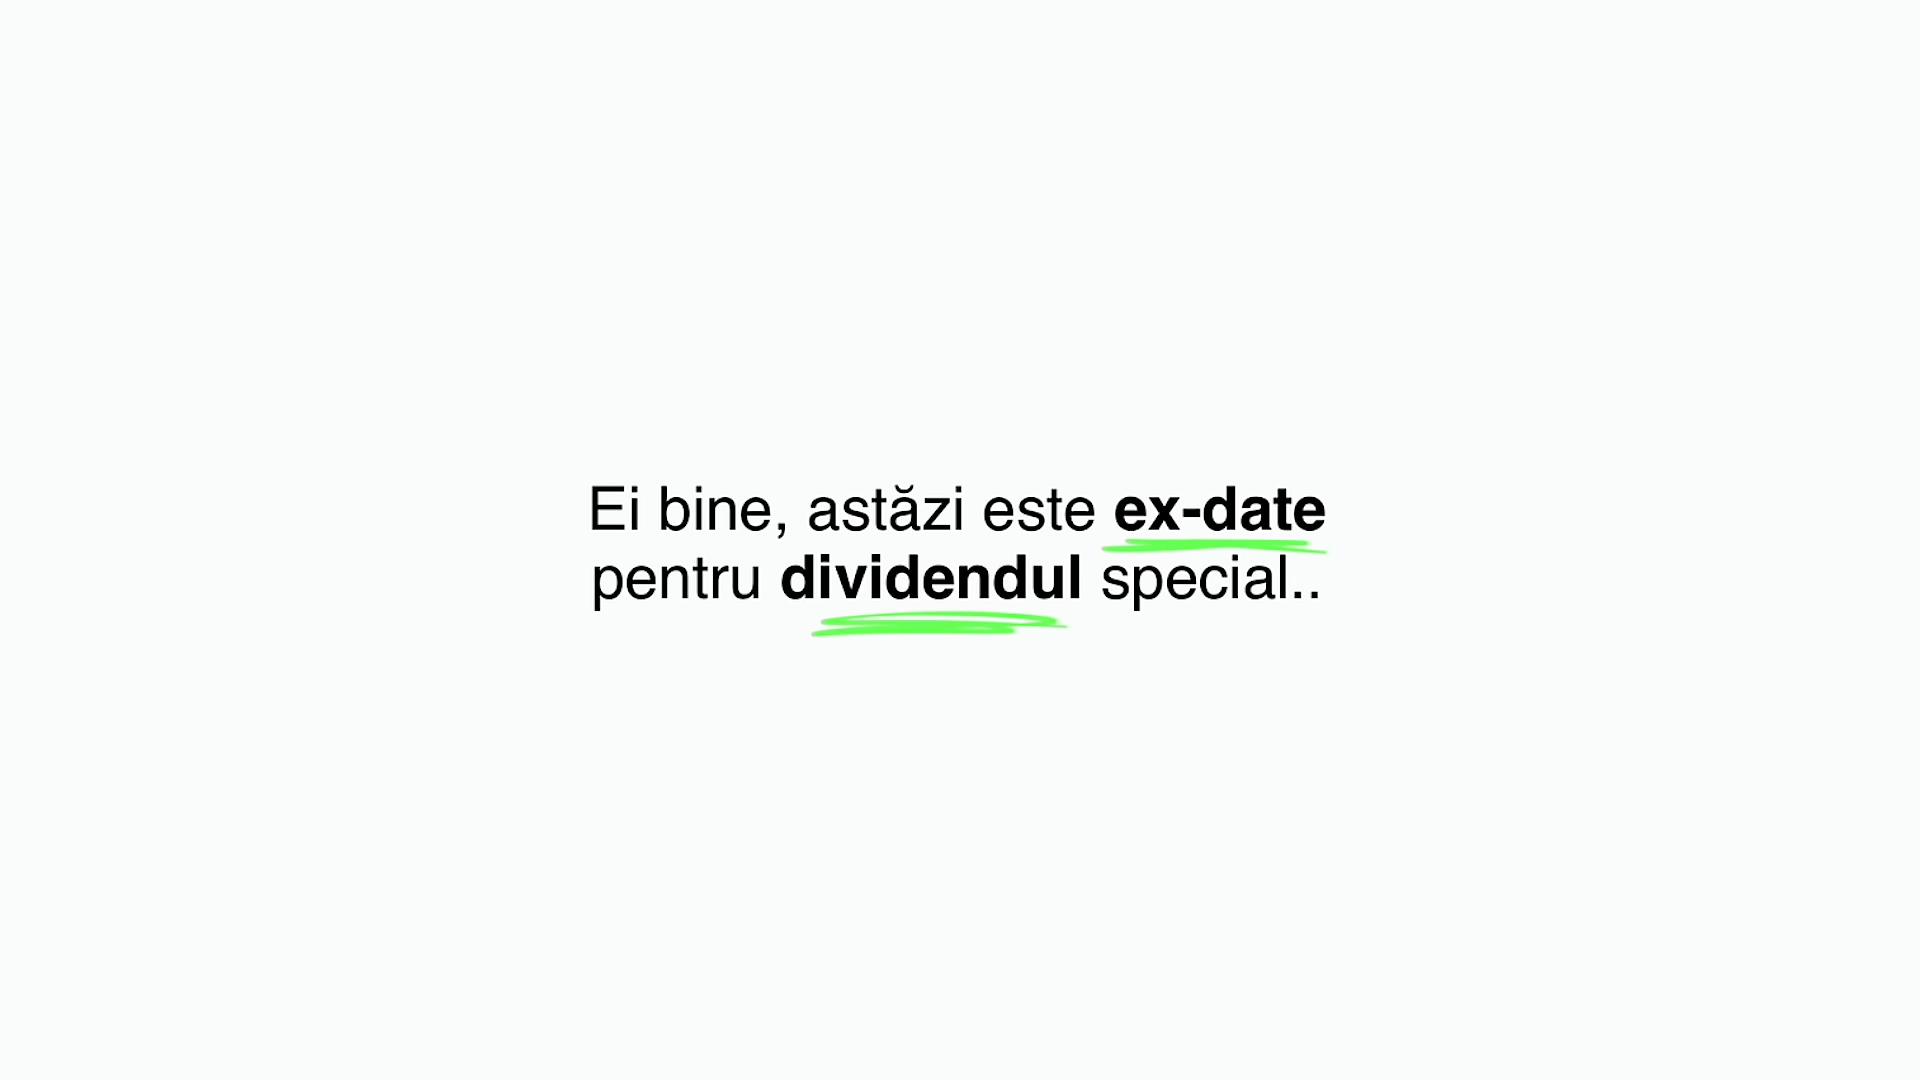 Ei bine, astăzi este ex-date
pentru dividendul special..